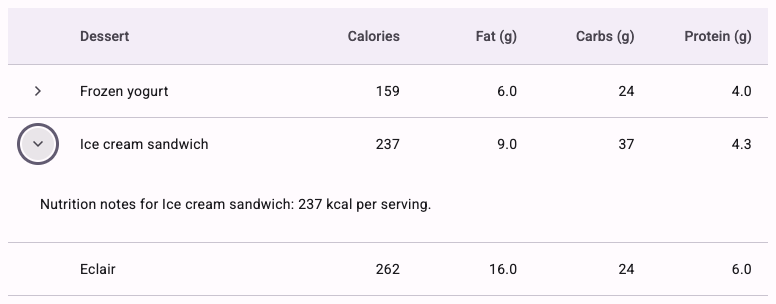 Dessert Calories Fat (g) Carbs (g) Protein (g)
Frozen yogurt 159 6.0 24 4.0
Ice cream sandwich 237 9.0 37 4.3
Nutrition notes for Ice cream sandwich: 237 kcal per serving.
Eclair 262 16.0 24 6.0